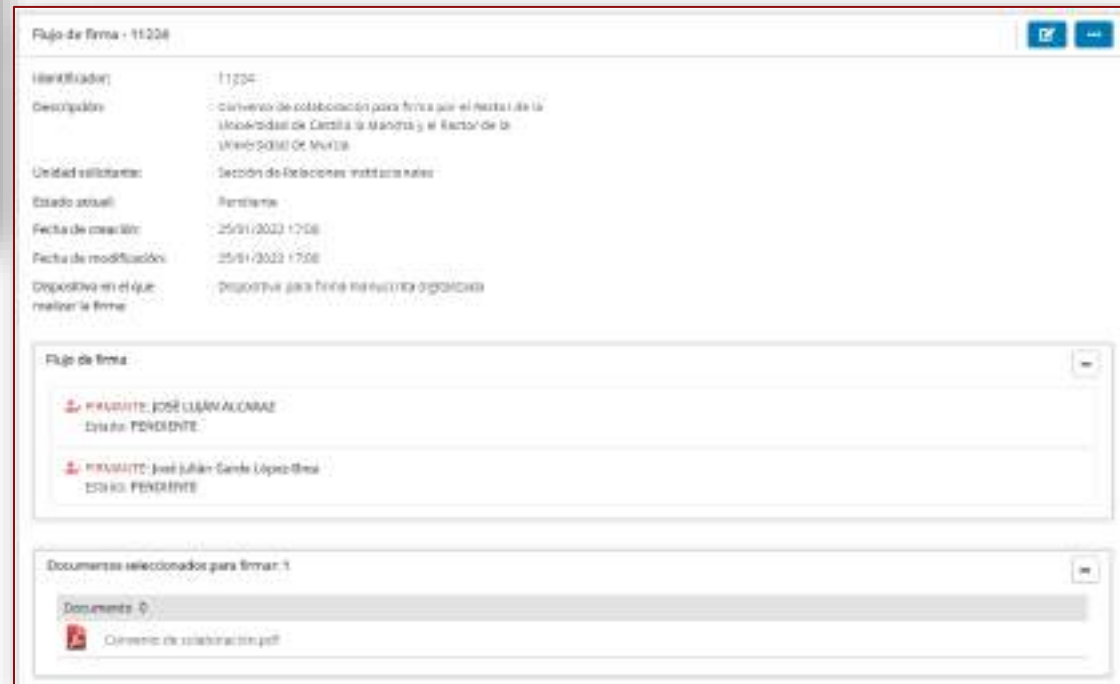 Flujo de firma - 11234
Identificador: 11234
Descripción: Convenio de colaboración para firma por el Rector de la
Universidad de Castilla la Mancha y el Rector de la
Universidad de Murcia
Unidad solicitante: Sección de Relaciones Institucionales
Estado actual: Pendiente
Fecha de creación: 25/01/2022 17:08
Fecha de modificación: 25/01/2022 17:08
Dispositivo en el que Dispositivo para firma manuscrita digitalizada
realizar la firma:
Flujo de firma
FIRMANTE: JOSÉ LUJÁN ALCARAZ
Estado: PENDIENTE
FIRMANTE: José Julián Garde López-Brea
Estado: PENDIENTE
Documentos seleccionados para firmar: 1
Documento
Convenio de colaboración.pdf